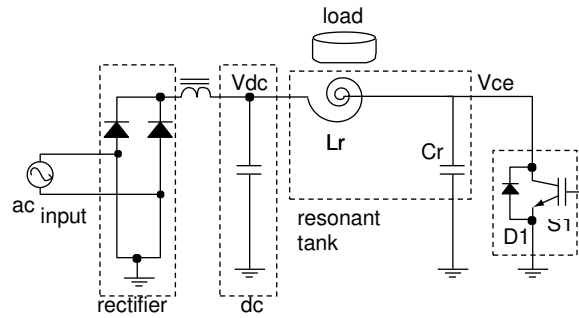 load
Vdc
Vce
Lr
Cr
ac input
resonant
tank
D1
S1
rectifier
dc